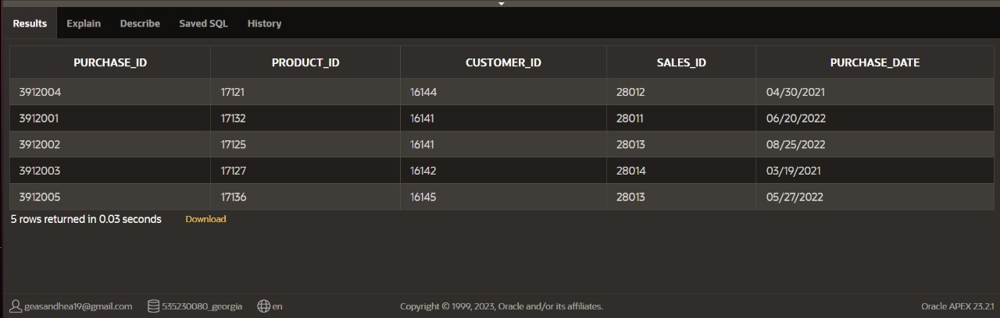 Results Explain Describe Saved SQL History
PURCHASE_ID PRODUCT_ID CUSTOMER_ID SALES_ID PURCHASE_DATE
3912004 17121 16144 28012 04/30/2021
3912001 17132 16141 28011 06/20/2022
3912002 17125 16141 28013 08/25/2022
3912003 17127 16142 28014 03/19/2021
3912005 17136 16145 28013 05/27/2022
5 rows returned in 0.03 seconds Download
geasandhea19@gmail.com 535230080_georgia en Copyright © 1999, 2023, Oracle and/or its affiliates. Oracle APEX 23.2.1